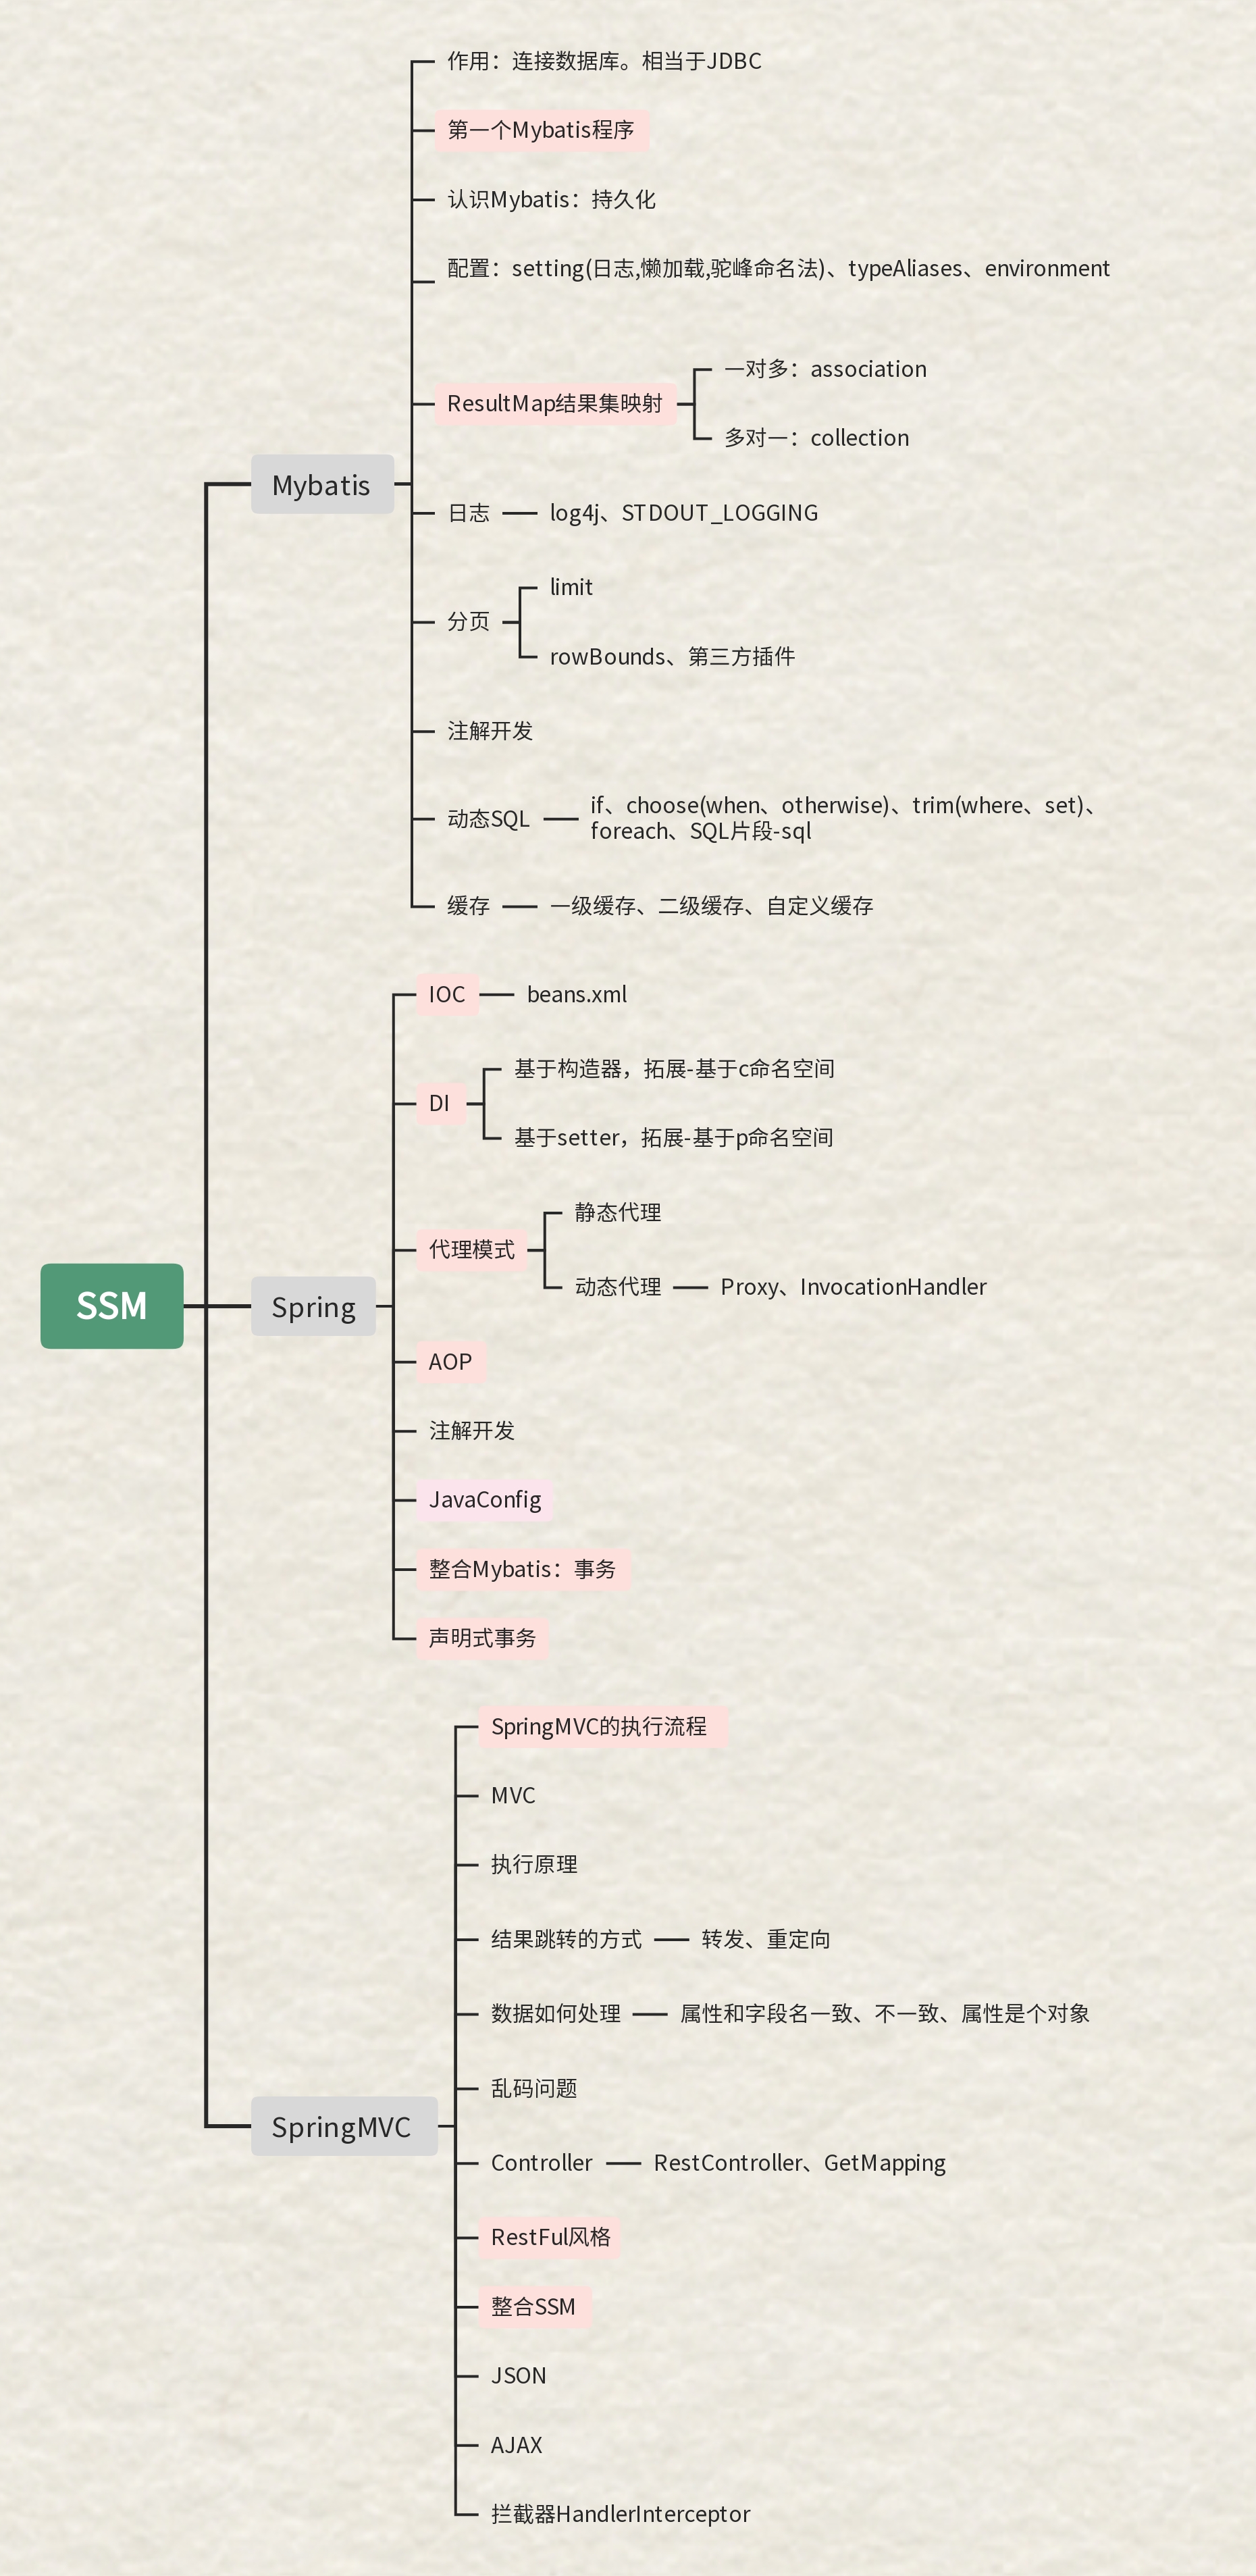 SSM
Mybatis
作用：连接数据库。相当于JDBC
第一个Mybatis程序
认识Mybatis：持久化
配置：setting(日志,懒加载,驼峰命名法)、typeAliases、environment
ResultMap结果集映射
一对多：association
多对一：collection
日志
log4j、STDOUT_LOGGING
分页
limit
rowBounds、第三方插件
注解开发
动态SQL
if、choose(when、otherwise)、trim(where、set)、
foreach、SQL片段-sql
缓存
一级缓存、二级缓存、自定义缓存
Spring
IOC
beans.xml
DI
基于构造器，拓展-基于c命名空间
基于setter，拓展-基于p命名空间
代理模式
静态代理
动态代理
Proxy、InvocationHandler
AOP
注解开发
JavaConfig
整合Mybatis：事务
声明式事务
SpringMVC
SpringMVC的执行流程
MVC
执行原理
结果跳转的方式
转发、重定向
数据如何处理
属性和字段名一致、不一致、属性是个对象
乱码问题
Controller
RestController、GetMapping
RestFul风格
整合SSM
JSON
AJAX
拦截器HandlerInterceptor